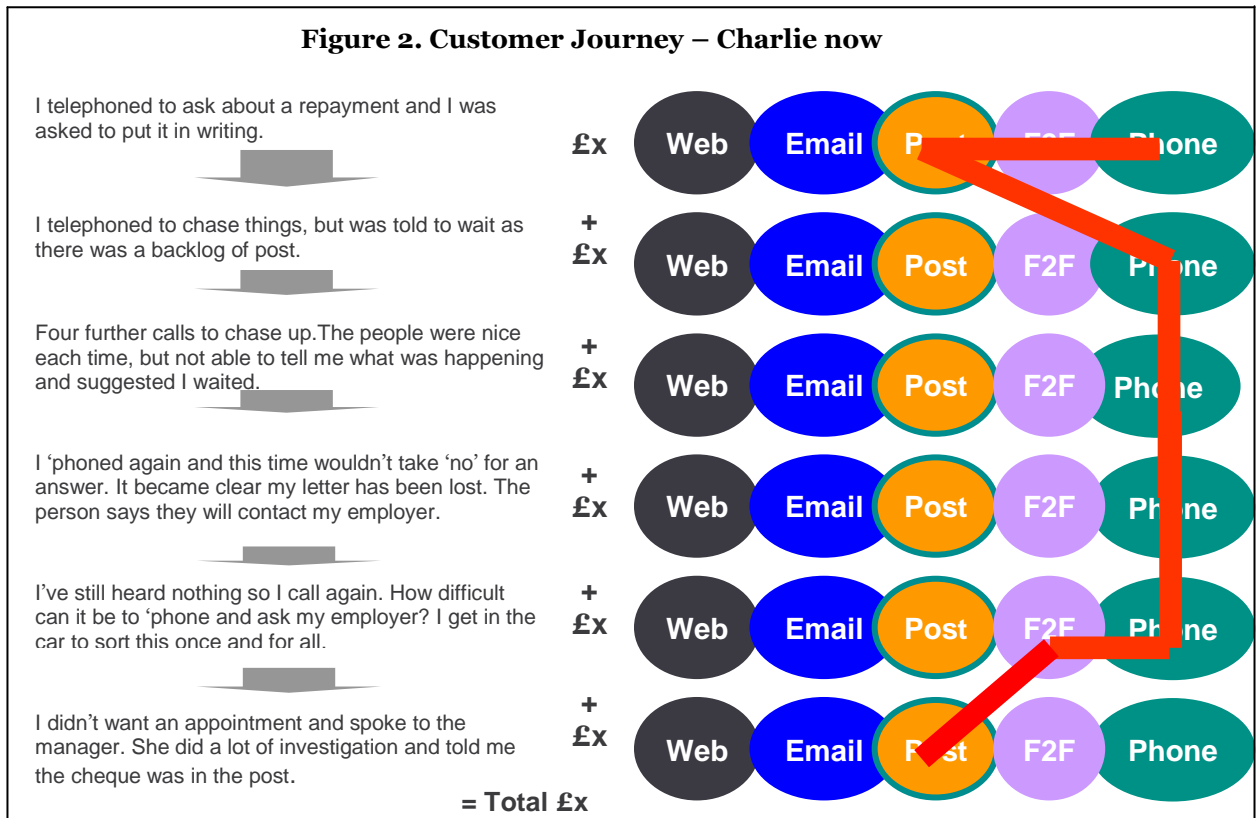 Figure 2. Customer Journey – Charlie now
I telephoned to ask about a repayment and I was
asked to put it in writing.
£x
Web Email Post F2F Phone
I telephoned to chase things, but was told to wait as
there was a backlog of post.
+
£x
Web Email Post F2F Phone
Four further calls to chase up.The people were nice
each time, but not able to tell me what was happening
and suggested I waited.
+
£x
Web Email Post F2F Phone
I ‘phoned again and this time wouldn’t take ‘no’ for an
answer. It became clear my letter has been lost. The
person says they will contact my employer.
+
£x
Web Email Post F2F Phone
I’ve still heard nothing so I call again. How difficult
can it be to ‘phone and ask my employer? I get in the
car to sort this once and for all.
+
£x
Web Email Post F2F Phone
I didn’t want an appointment and spoke to the
manager. She did a lot of investigation and told me
the cheque was in the post.
+
£x
Web Email Post F2F Phone
= Total £x